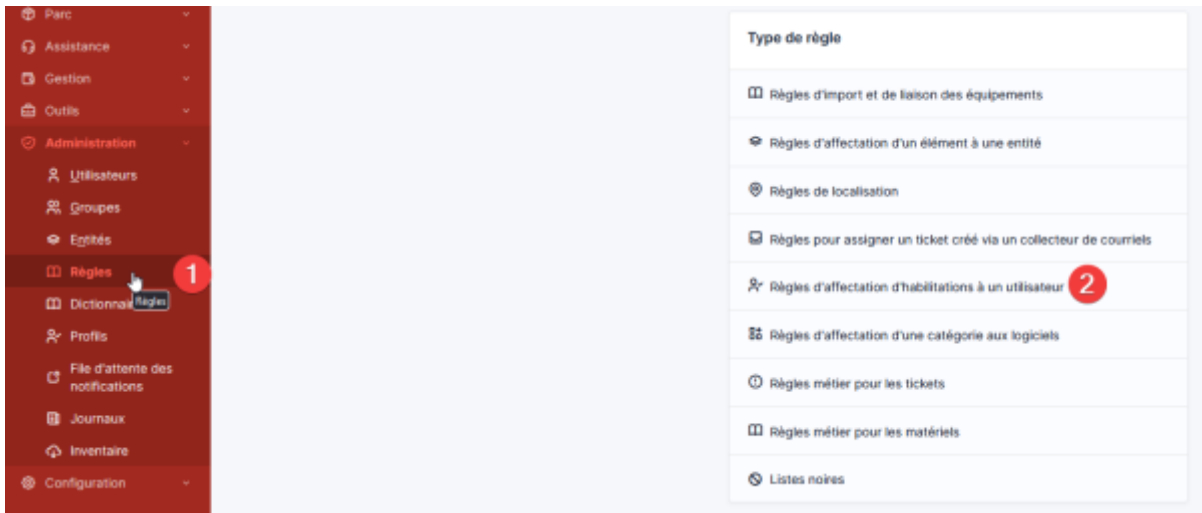 Parc
Assistance
Gestion
Outils
Administration
Utilisateurs
Groupes
Entités
Règles
1
Dictionnai
Règles
Profils
File d'attente des
notifications
Journaux
Inventaire
Configuration
Type de règle
Règles d'import et de liaison des équipements
Règles d'affectation d'un élément à une entité
Règles de localisation
Règles pour assigner un ticket créé via un collecteur de courriels
Règles d'affectation d'habilitations à un utilisateur
2
Règles d'affectation d'une catégorie aux logiciels
Règles métier pour les tickets
Règles métier pour les matériels
Listes noires